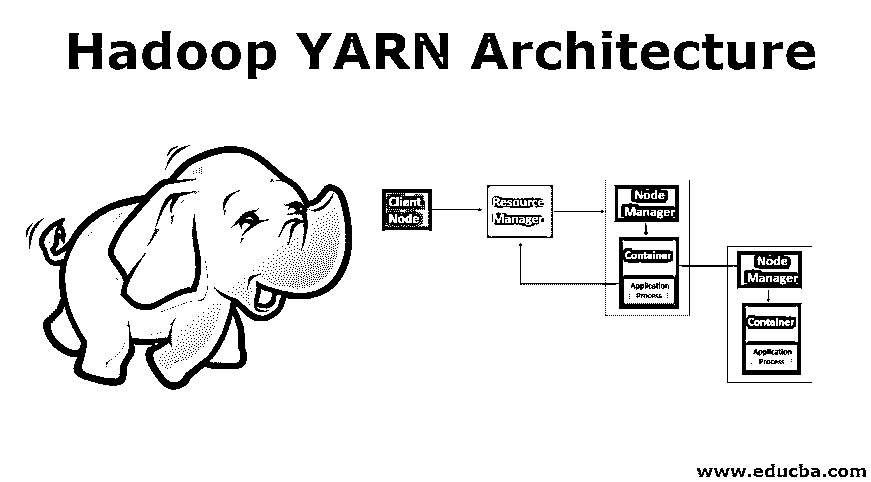 Hadoop YARN Architecture
Client
Node
Resource
Manager
Node
Manager
Container
Application
Process
Node
Manager
Container
Application
Process
www.educba.com